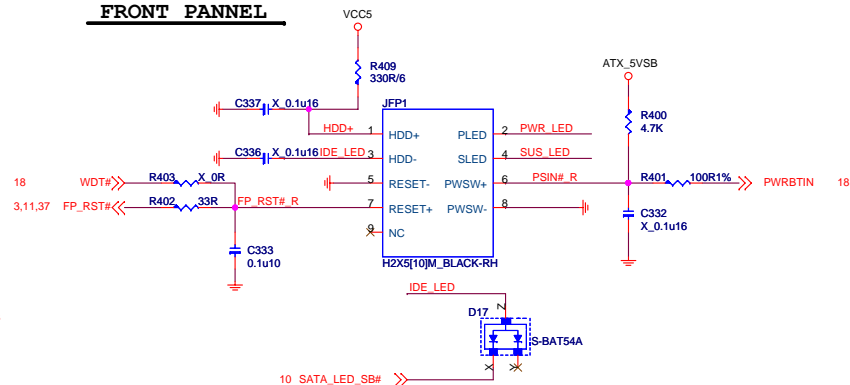 FRONT PANNEL
VCC5
R409
330R/6
ATX_5VSB
R400
4.7K
C337 X_0.1u16
JFP1
HDD+ 1 HDD+ PLED 2 PWR_LED
C336 X_0.1u16 IDE_LED 3 HDD- SLED 4 SUS_LED
5 RESET- PWSW+ 6 PSIN#_R R401 100R1% PWRBTIN 18
18 WDT# R403 X_0R
3,11,37 FP_RST# R402 33R FP_RST#_R 7 RESET+ PWSW- 8
C332
X_0.1u16
9 NC
C333
0.1u10
H2X5[10]M_BLACK-RH
IDE_LED
Z
D17
S-BAT54A
X Y
10 SATA_LED_SB#